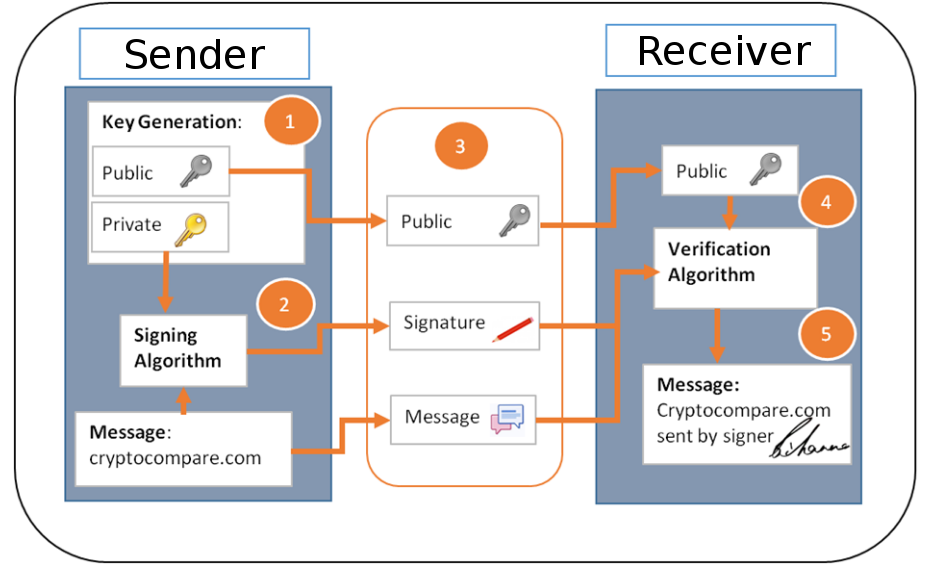 Sender
Receiver
Key Generation:
1
Public
Private
2
Signing
Algorithm
Message:
cryptocompare.com
3
Public
Signature
Message
Public
4
Verification
Algorithm
5
Message:
Cryptocompare.com
sent by signer
Rihanna